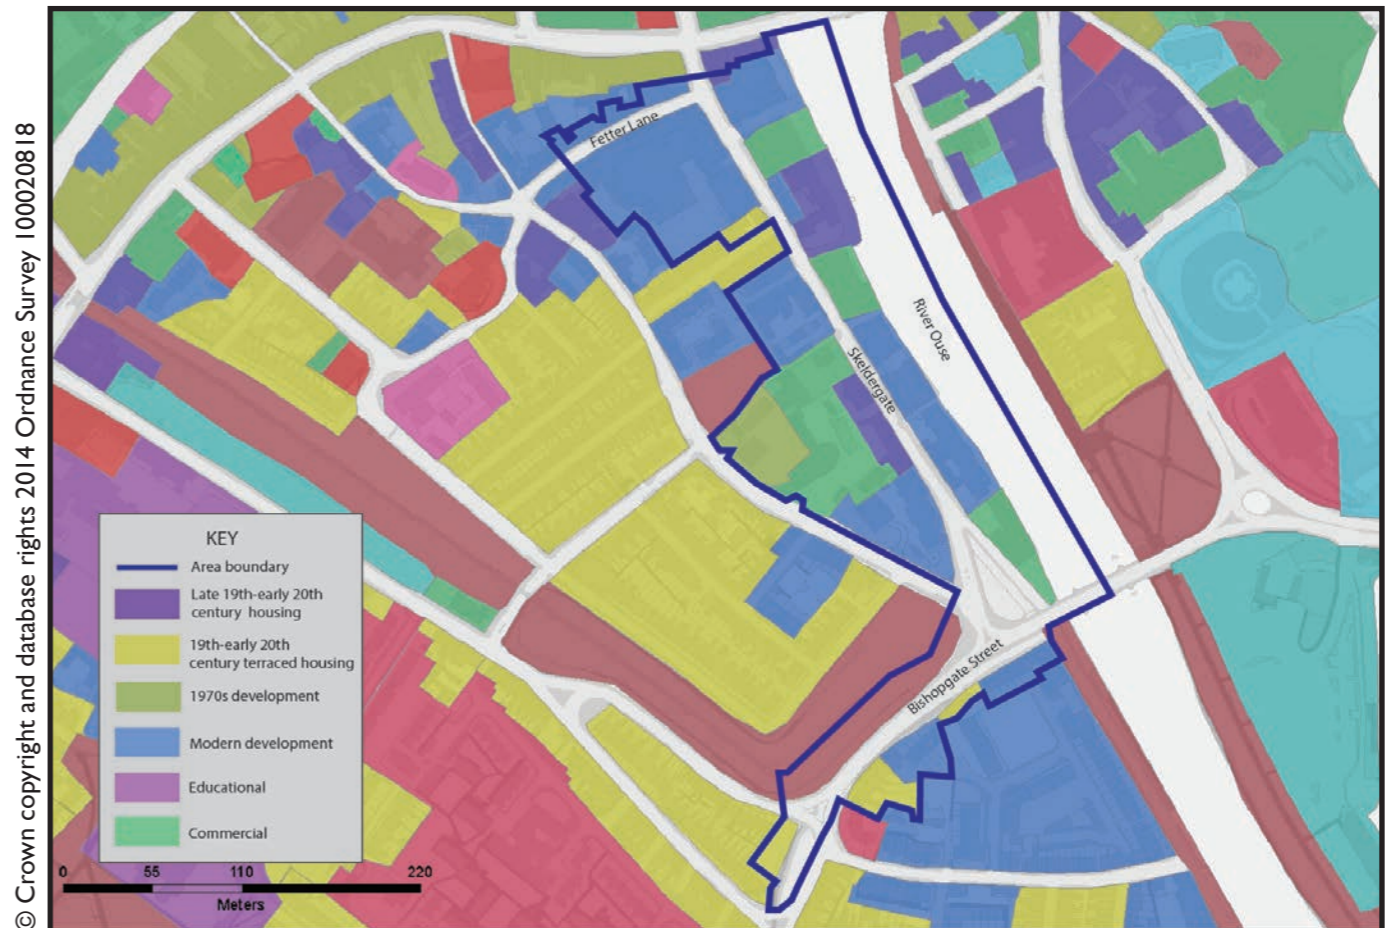 © Crown copyright and database rights 2014 Ordnance Survey 100020818
Fetter Lane
River Ouse
Skeldergate
Bishopgate Street
KEY
Area boundary
Late 19th-early 20th
century housing
19th-early 20th
century terraced housing
1970s development
Modern development
Educational
Commercial
0 55 110 220
Meters